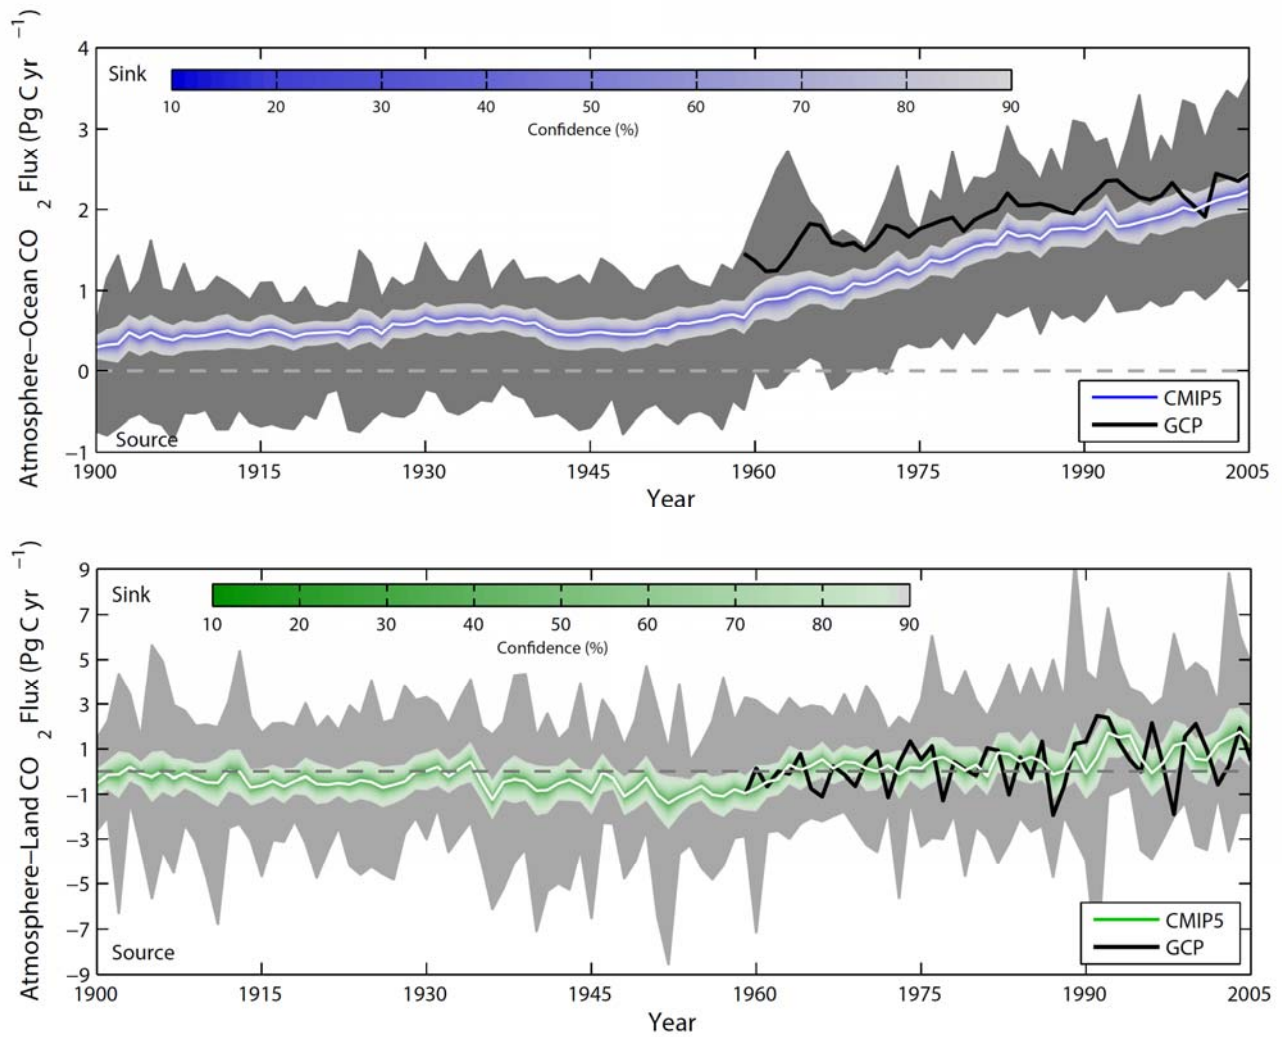 Atmosphere–Ocean CO2 Flux (Pg C yr−1)
4
3
2
1
0
−1
Sink
10 20 30 40 50 60 70 80 90
Confidence (%)
Source
CMIP5
GCP
1900 1915 1930 1945 1960 1975 1990 2005
Year
Atmosphere–Land CO2 Flux (Pg C yr−1)
9
7
5
3
1
−1
−3
−5
−7
−9
Sink
10 20 30 40 50 60 70 80 90
Confidence (%)
Source
CMIP5
GCP
1900 1915 1930 1945 1960 1975 1990 2005
Year